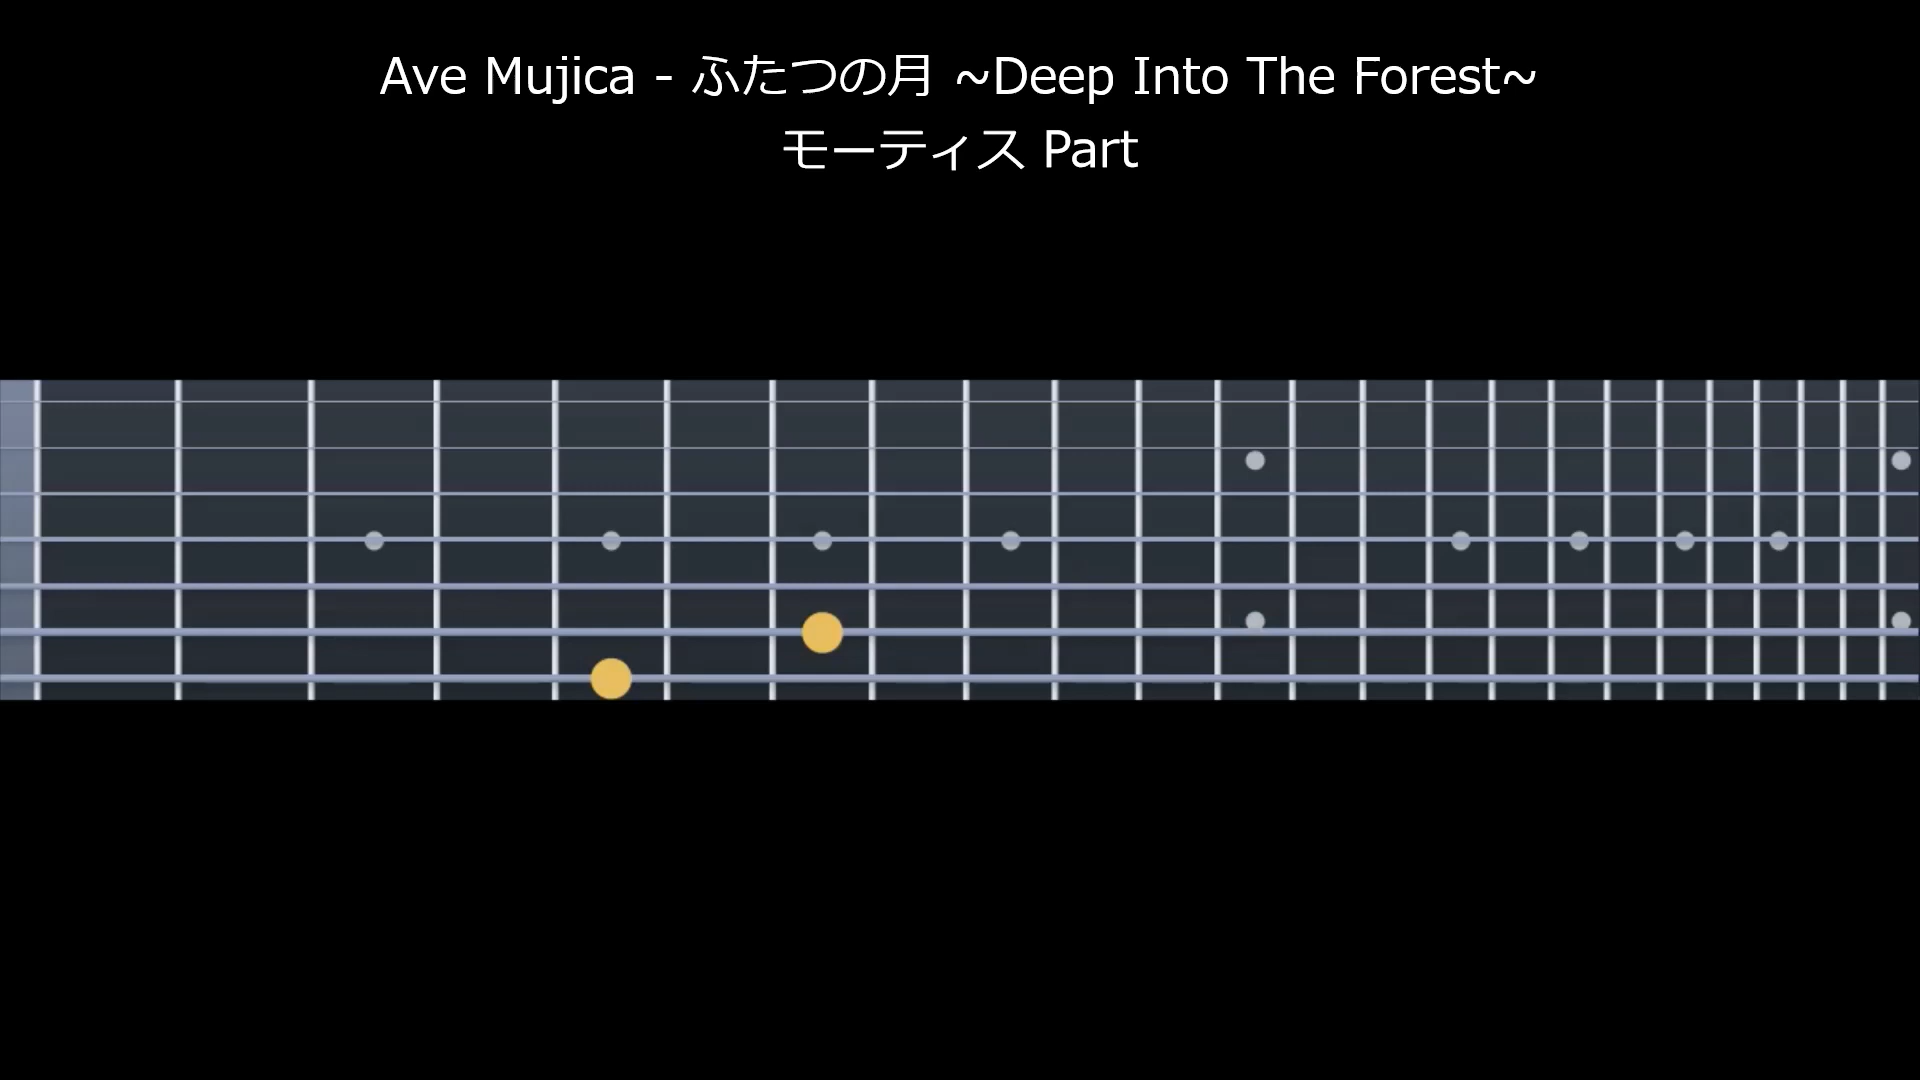 Ave Mujica - ふたつの月 ~Deep Into The Forest~
モーティス Part